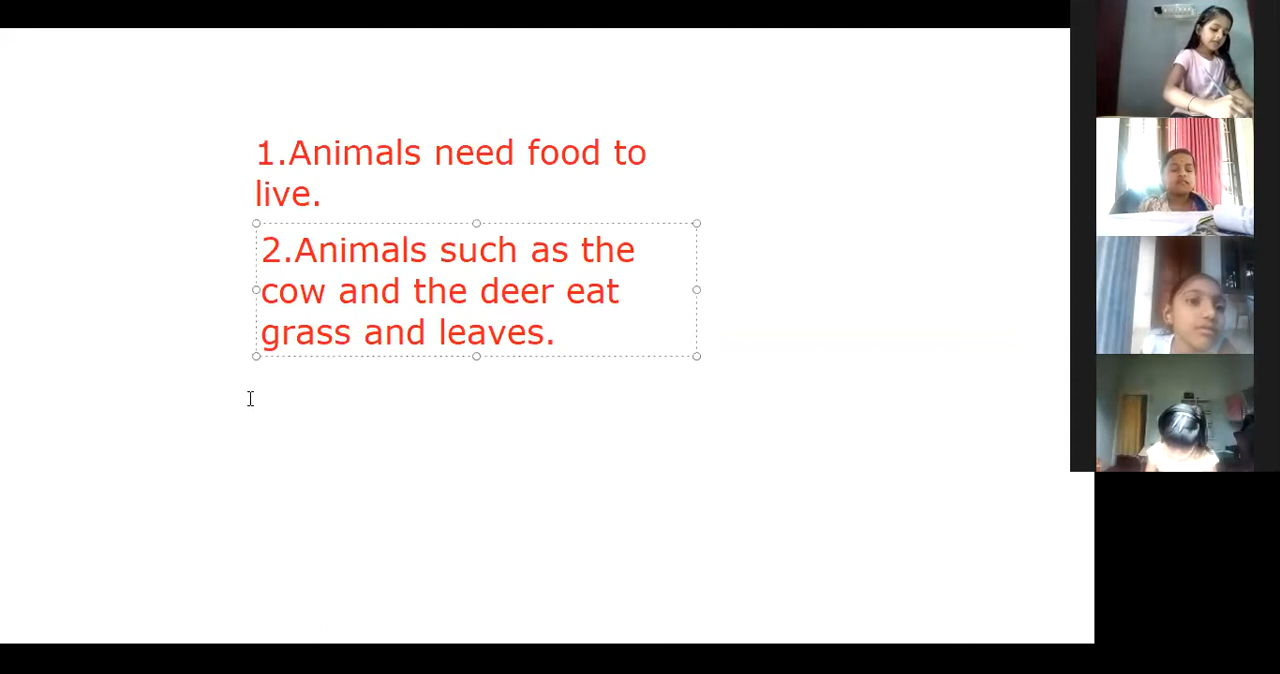 1.Animals need food to
live.
2.Animals such as the
cow and the deer eat
grass and leaves.